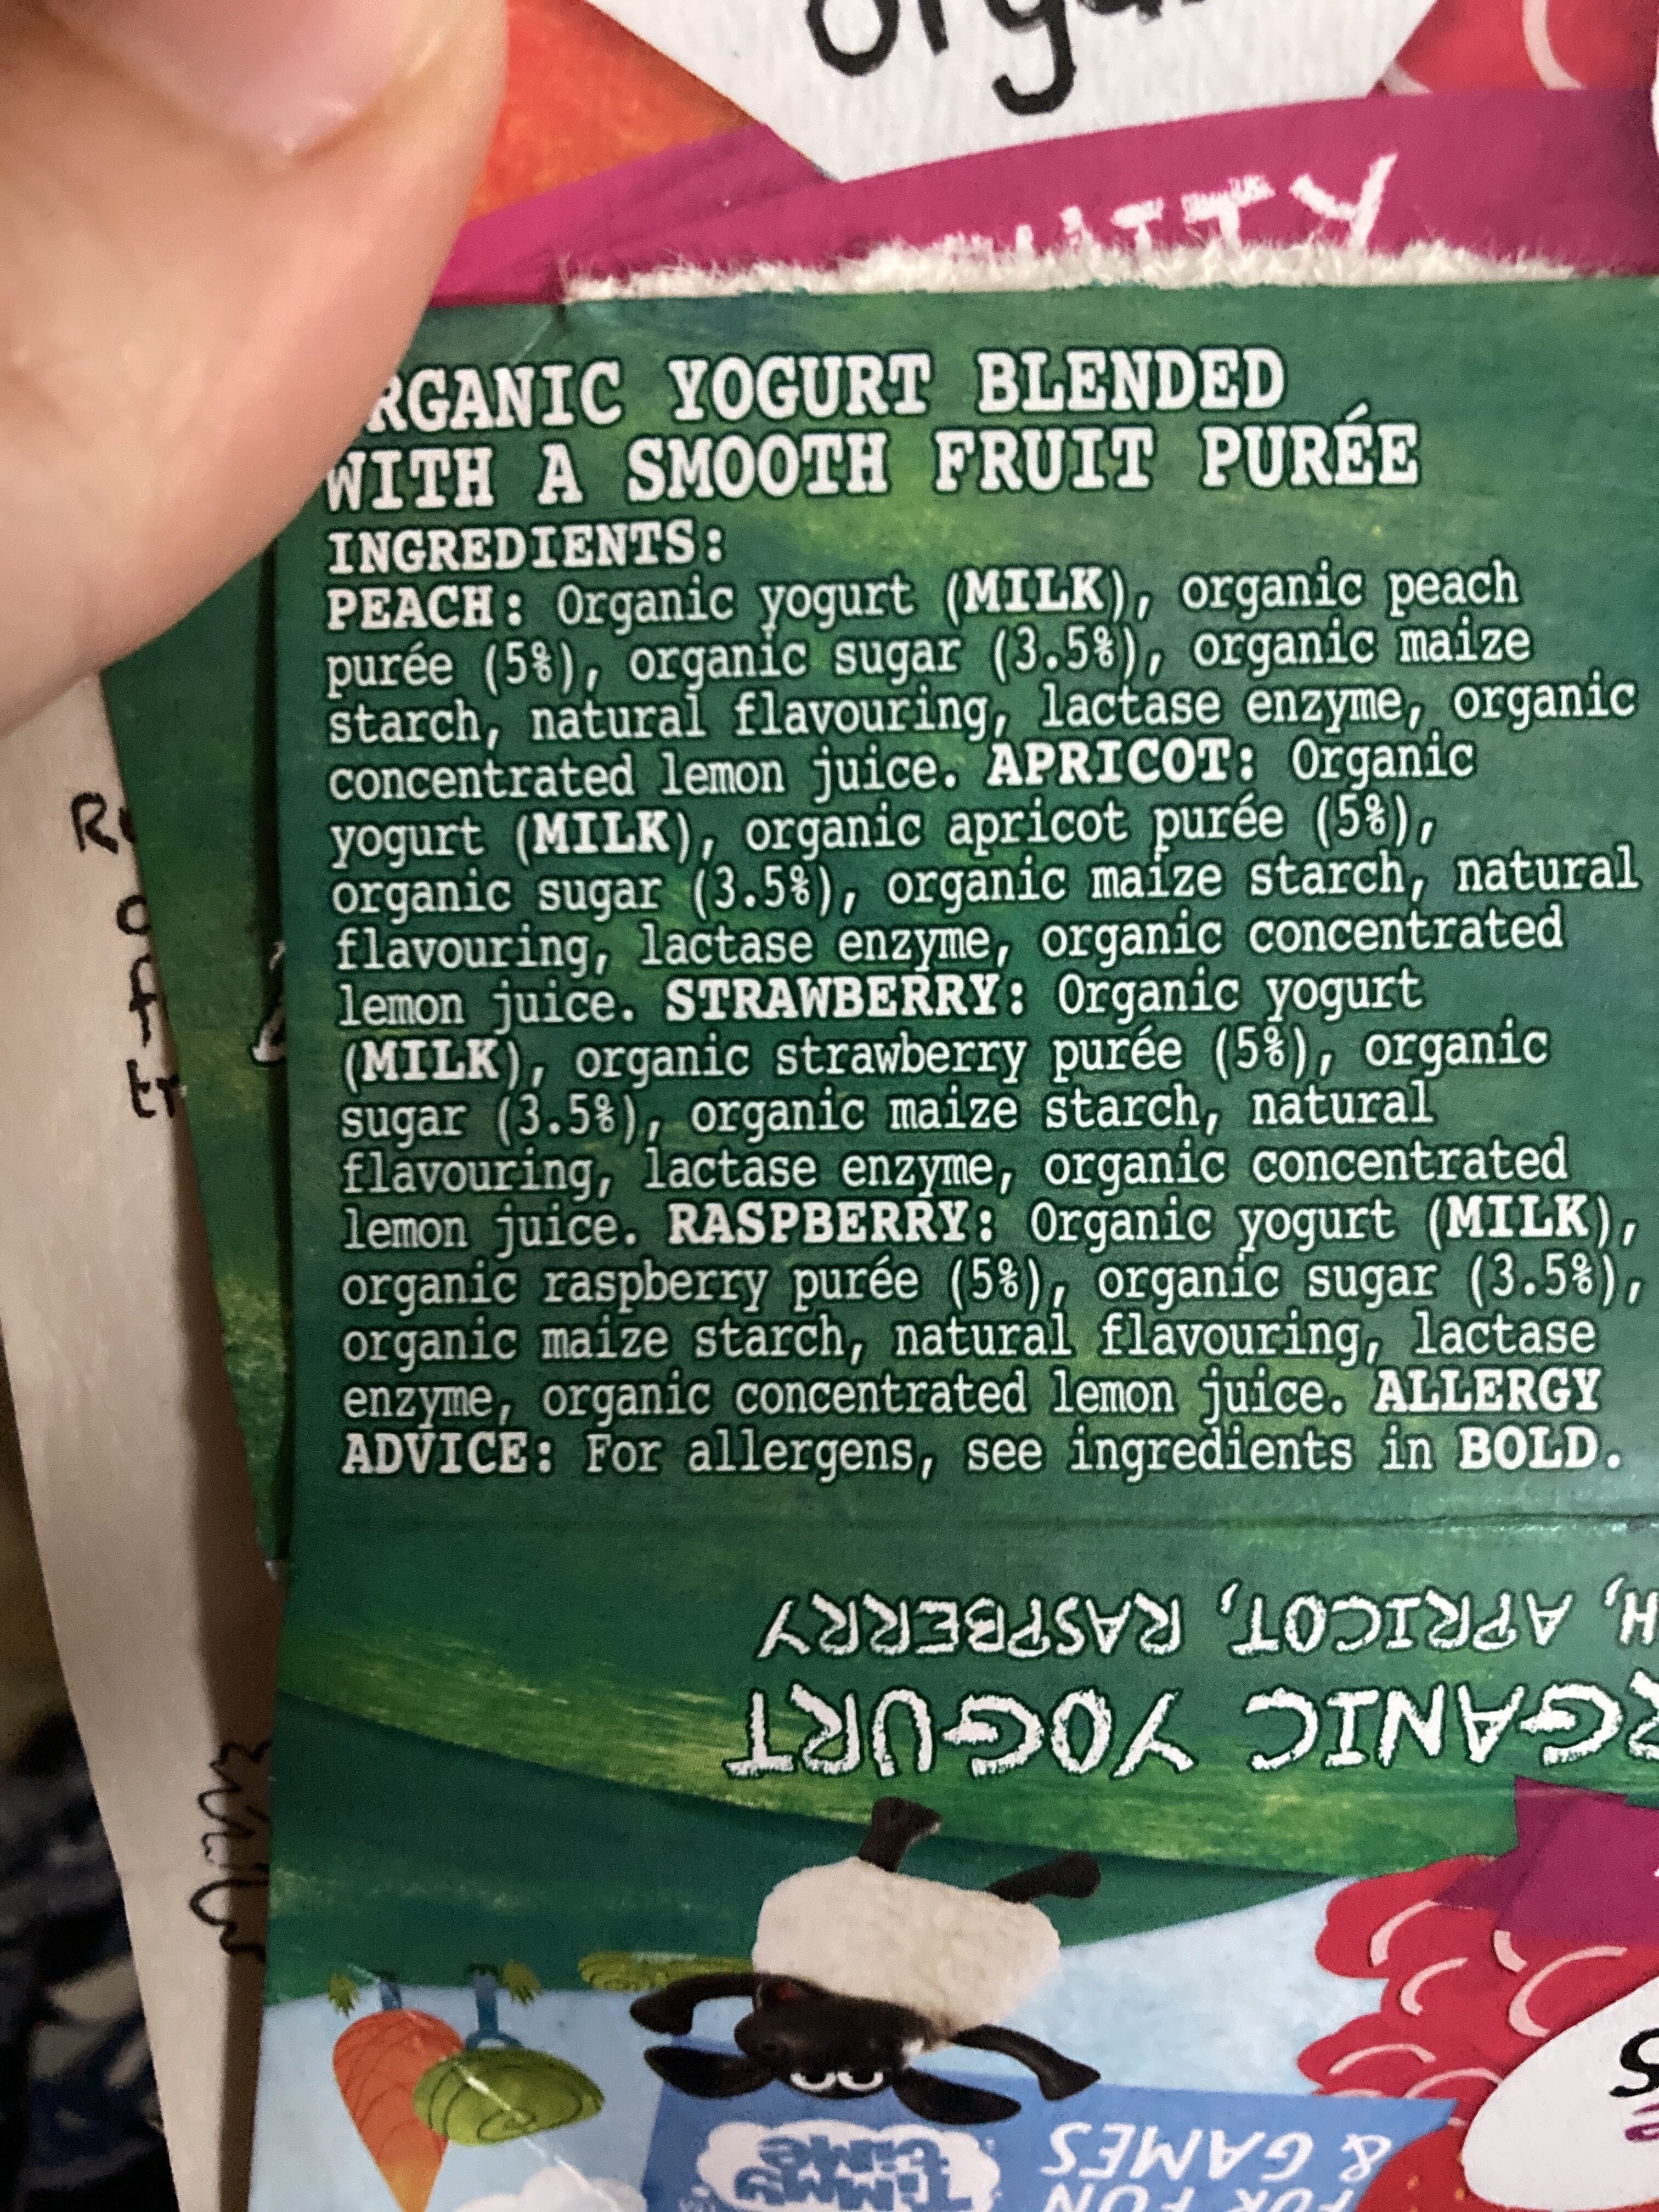 WITH A SMOOTH FRUIT PURÉE
YOGURT BLENDED
INGREDIENTS:
PEACH: Organic yogurt (MILK), organic peach
purée (5%), organic sugar (3.5%), organic maize
starch, natural flavouring, lactase enzyme, organic
concentrated lemon juice. APRICOT: Organic
yogurt (MILK), organic apricot purée (5%),
organic sugar (3.5%), organic maize starch, natural
flavouring, lactase enzyme, organic concentrated
lemon juice. STRAWBERRY: Organic yogurt
(MILK), organic strawberry purée (5%), organic
sugar (3.5%), organic maize starch, natural
flavouring, lactase enzyme, organic concentrated
lemon juice. RASPBERRY: Organic yogurt (MILK),
organic raspberry purée (5%), organic sugar (3.5%),
organic maize starch, natural flavouring, lactase
enzyme, organic concentrated lemon juice. ALLERGY
ADVICE: For allergens, see ingredients in BOLD.
APRICOT, RASPBERRY
YOGURT
FOR FUN
& GAMES
TIMMY
TIME